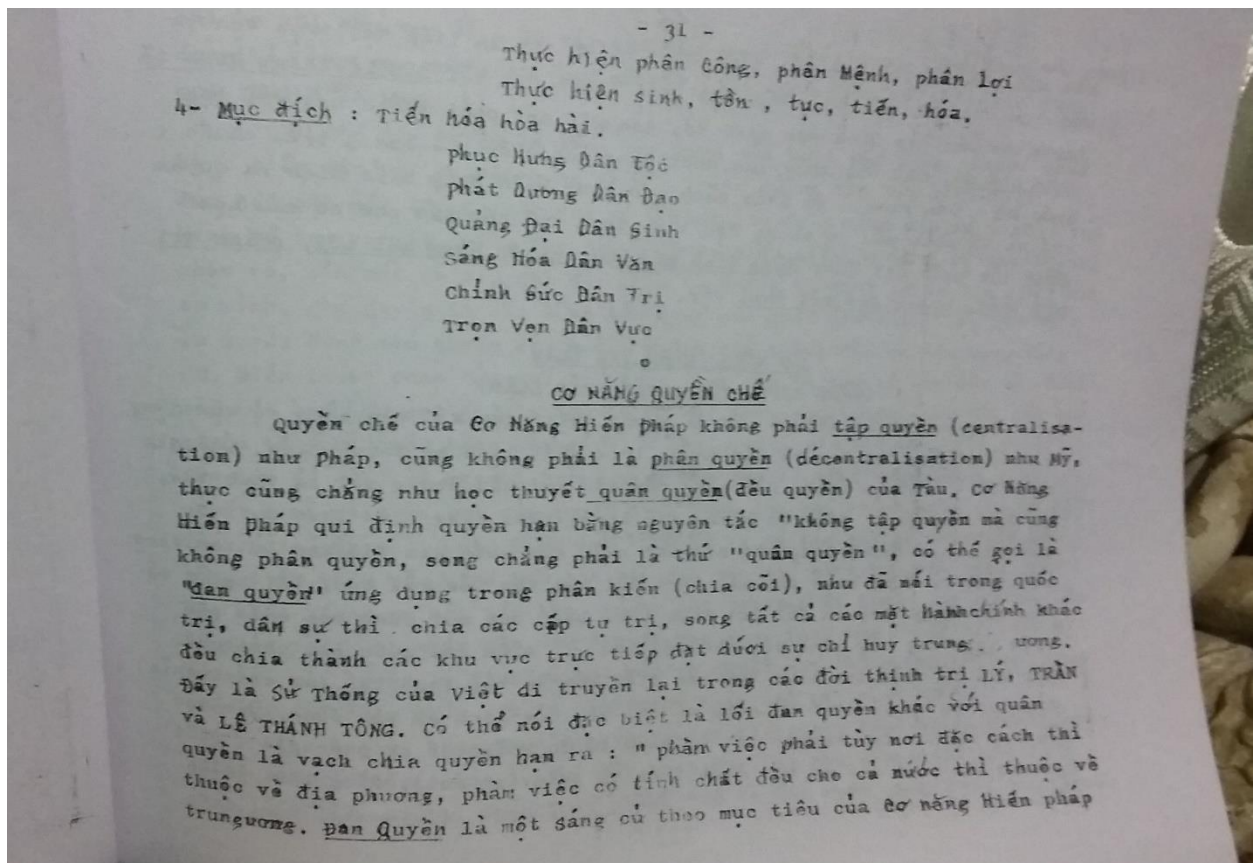 - 31 -
Thực hiện phân Công, phân Mệnh, phân lợi
Thực hiện sinh, tồn , tục, tiến, hóa.
4- Mục đích : Tiến hóa hòa hài.
phục Hưng Dân Tộc
phát Dương Dân Đạo
Quảng Đại Dân Sinh
Sáng Hóa Dân Văn
Chỉnh Sức Dân Trị
Trọn Vẹn Dân Vực
o
CƠ NĂNG QUYỀN CHẾ
Quyền chế của Cơ Năng Hiến Pháp không phải tập quyền (centralisa-
tion) như Pháp, cũng không phải là phân quyền (décentralisation) như Mỹ,
thực cũng chẳng như học thuyết quân quyền(đều quyền) của Tàu. Cơ Năng
Hiến Pháp qui định quyền hạn bằng nguyên tắc "không tập quyền mà cũng
không phân quyền, song chẳng phải là thứ "quân quyền", có thể gọi là
"đan quyền" ứng dụng trong phân kiến (chia cõi), như đã nói trong quốc
trị, dân sự thì . chia các cấp tự trị, song tất cả các mặt hành chính khác
đều chia thành các khu vực trực tiếp đặt dưới sự chỉ huy trung . ương.
Đấy là Sử Thống của Việt di truyền lại trong các đời thịnh trị LÝ, TRẦN
và LÊ THÁNH TÔNG. Có thể nói đặc biệt là lối đan quyền khác với quân
quyền là vạch chia quyền hạn ra : " phàm việc phải tùy nơi đặc cách thì
thuộc về địa phương, phàm việc có tính chất đều cho cả nước thì thuộc về
trungương. Đan Quyền là một sáng cử theo mục tiêu của Cơ năng Hiến pháp